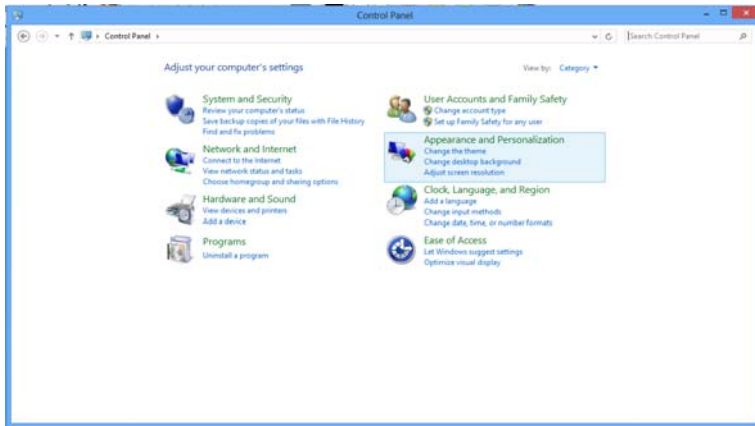 Control Panel
Control Panel
Search Control Panel
Adjust your computer's settings
View by: Category
System and Security
Review your computer's status
Save backup copies of your files with File History
Find and fix problems
Network and Internet
Connect to the Internet
View network status and tasks
Choose homegroup and sharing options
Hardware and Sound
View devices and printers
Add a device
Programs
Uninstall a program
User Accounts and Family Safety
Change account type
Set up Family Safety for any user
Appearance and Personalization
Change the theme
Change desktop background
Adjust screen resolution
Clock, Language, and Region
Add a language
Change input methods
Change date, time, or number formats
Ease of Access
Let Windows suggest settings
Optimize visual display